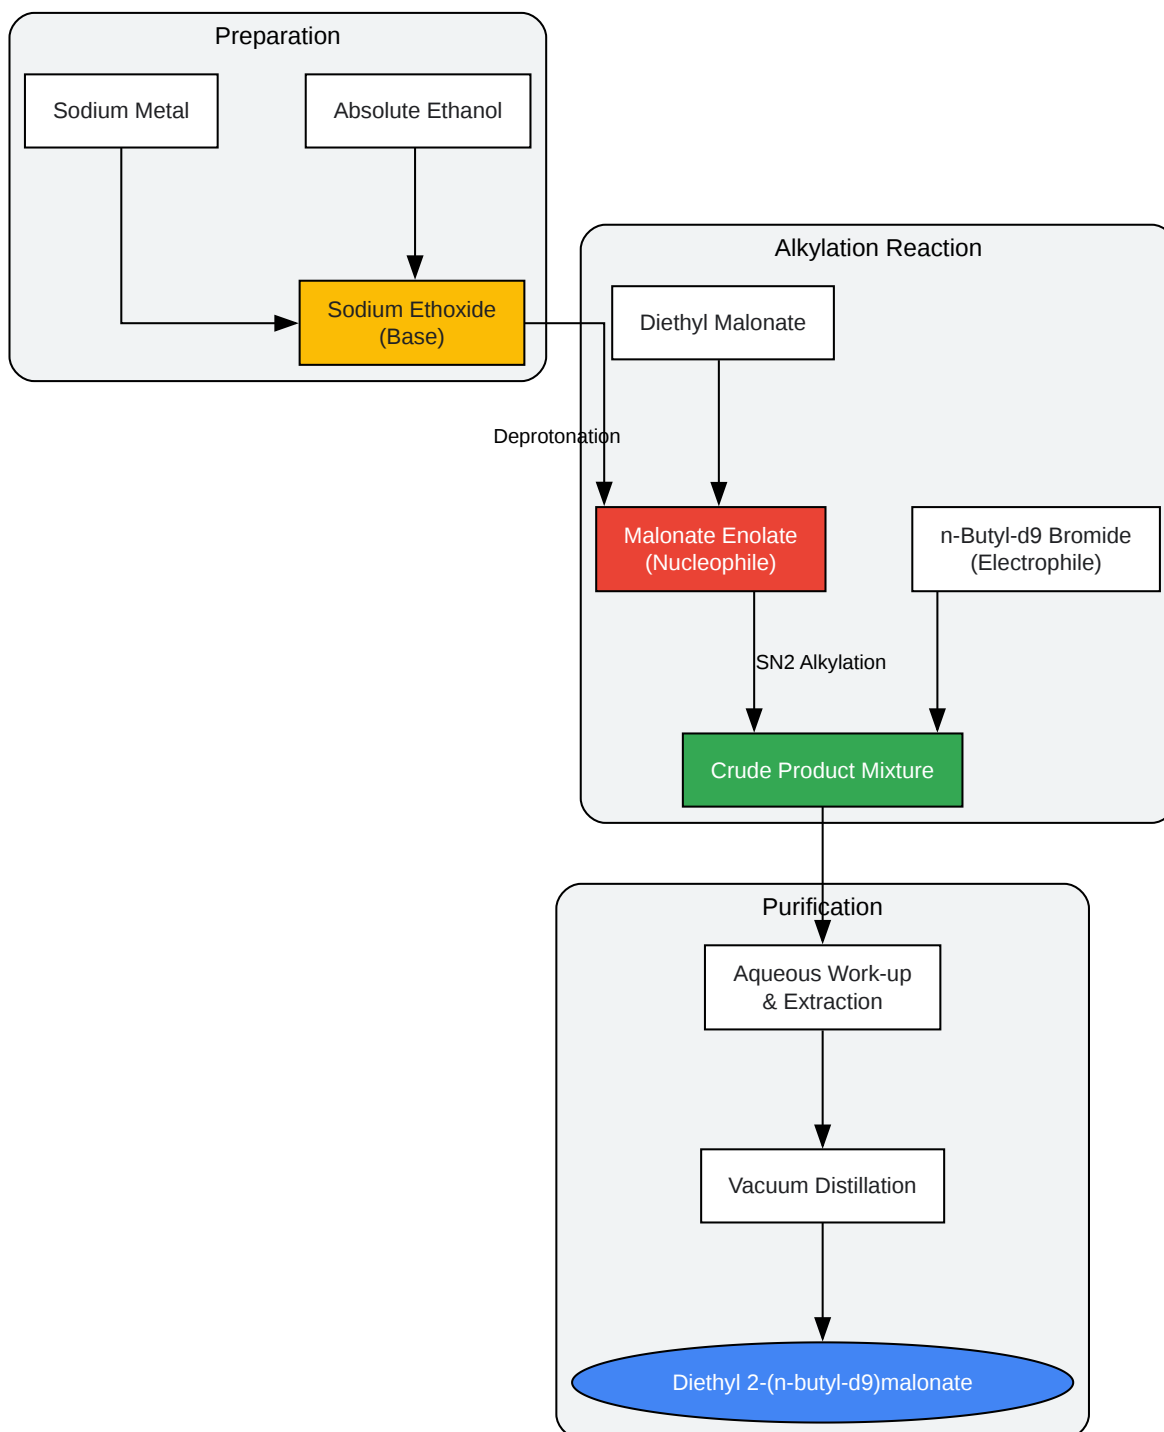 Preparation
Sodium Metal
Absolute Ethanol
Sodium Ethoxide
(Base)
Alkylation Reaction
Diethyl Malonate
Deprotonation
Malonate Enolate
(Nucleophile)
n-Butyl-d9 Bromide
(Electrophile)
SN2 Alkylation
Crude Product Mixture
Purification
Aqueous Work-up
& Extraction
Vacuum Distillation
Diethyl 2-(n-butyl-d9)malonate